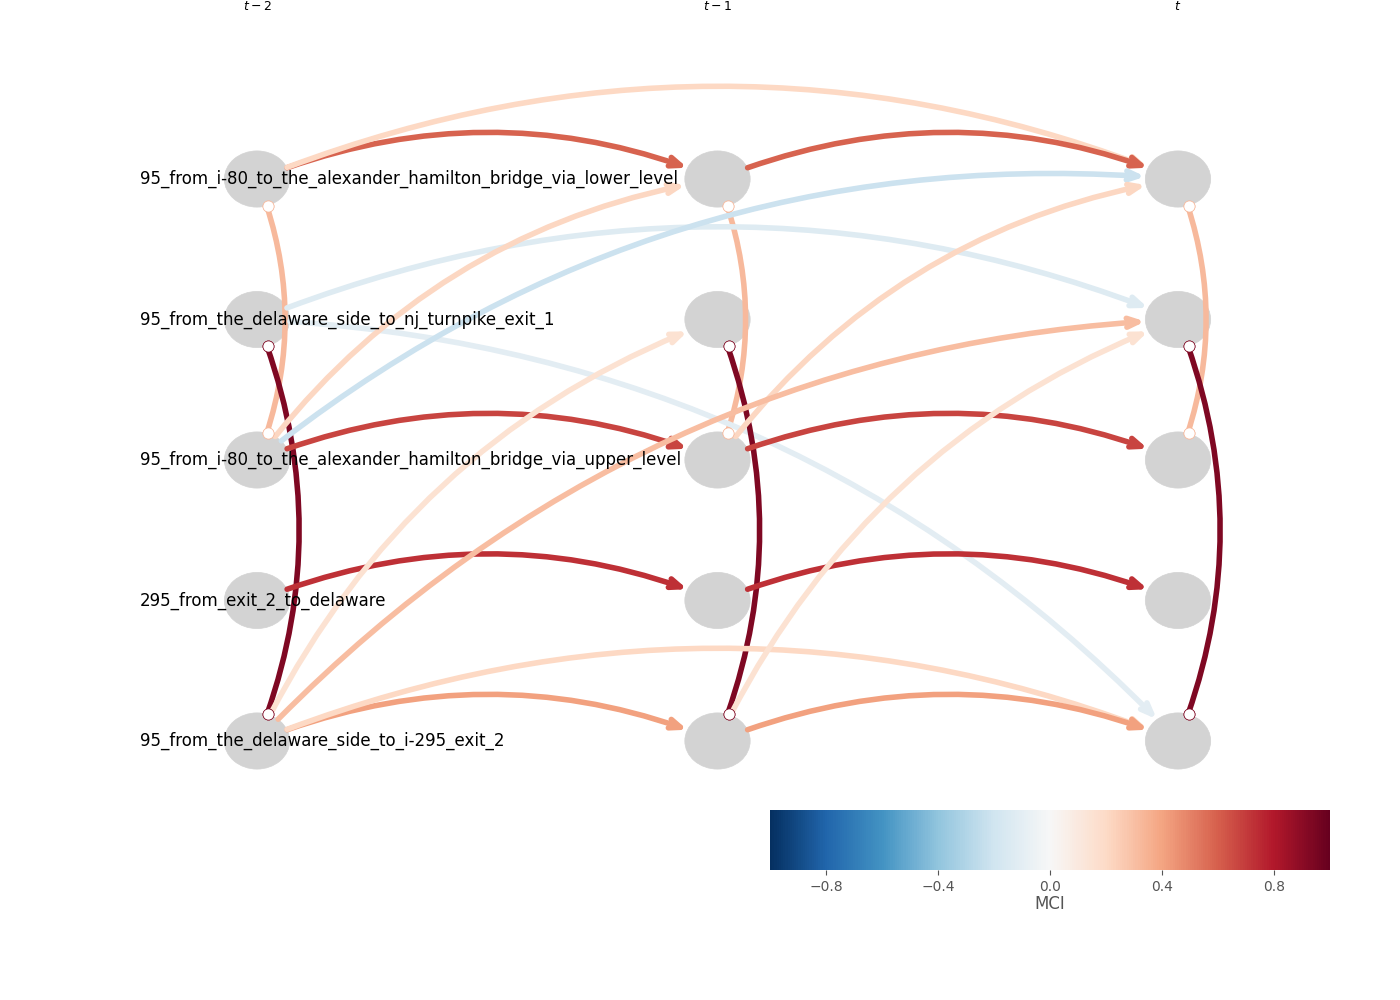 t − 2
t − 1
t
95_from_i-80_to_the_alexander_hamilton_bridge_via_lower_level
95_from_the_delaware_side_to_nj_turnpike_exit_1
95_from_i-80_to_the_alexander_hamilton_bridge_via_upper_level
295_from_exit_2_to_delaware
95_from_the_delaware_side_to_i-295_exit_2
−0.8
−0.4
0.0
0.4
0.8
MCI